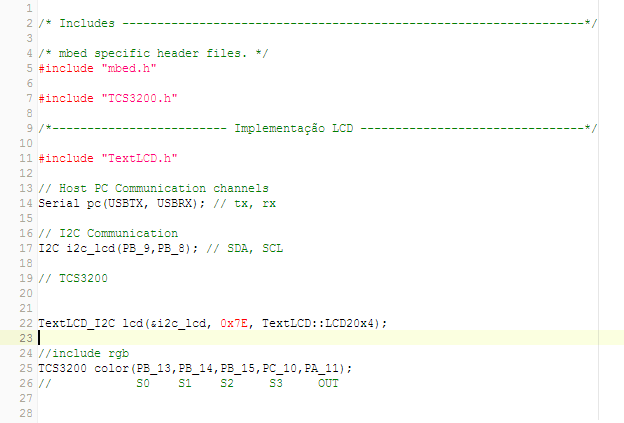 1
2 /* Includes ------------------------------------------------------------------*/
3
4 /* mbed specific header files. */
5 #include "mbed.h"
6
7 #include "TCS3200.h"
8
9 /*------------------------- Implementação LCD --------------------------------*/
10
11 #include "TextLCD.h"
12
13 // Host PC Communication channels
14 Serial pc(USBTX, USBRX); // tx, rx
15
16 // I2C Communication
17 I2C i2c_lcd(PB_9,PB_8); // SDA, SCL
18
19 // TCS3200
20
21
22 TextLCD_I2C lcd(&i2c_lcd, 0x7E, TextLCD::LCD20x4);
23
24 //include rgb
25 TCS3200 color(PB_13,PB_14,PB_15,PC_10,PA_11);
26 //            S0    S1    S2     S3     OUT
27
28